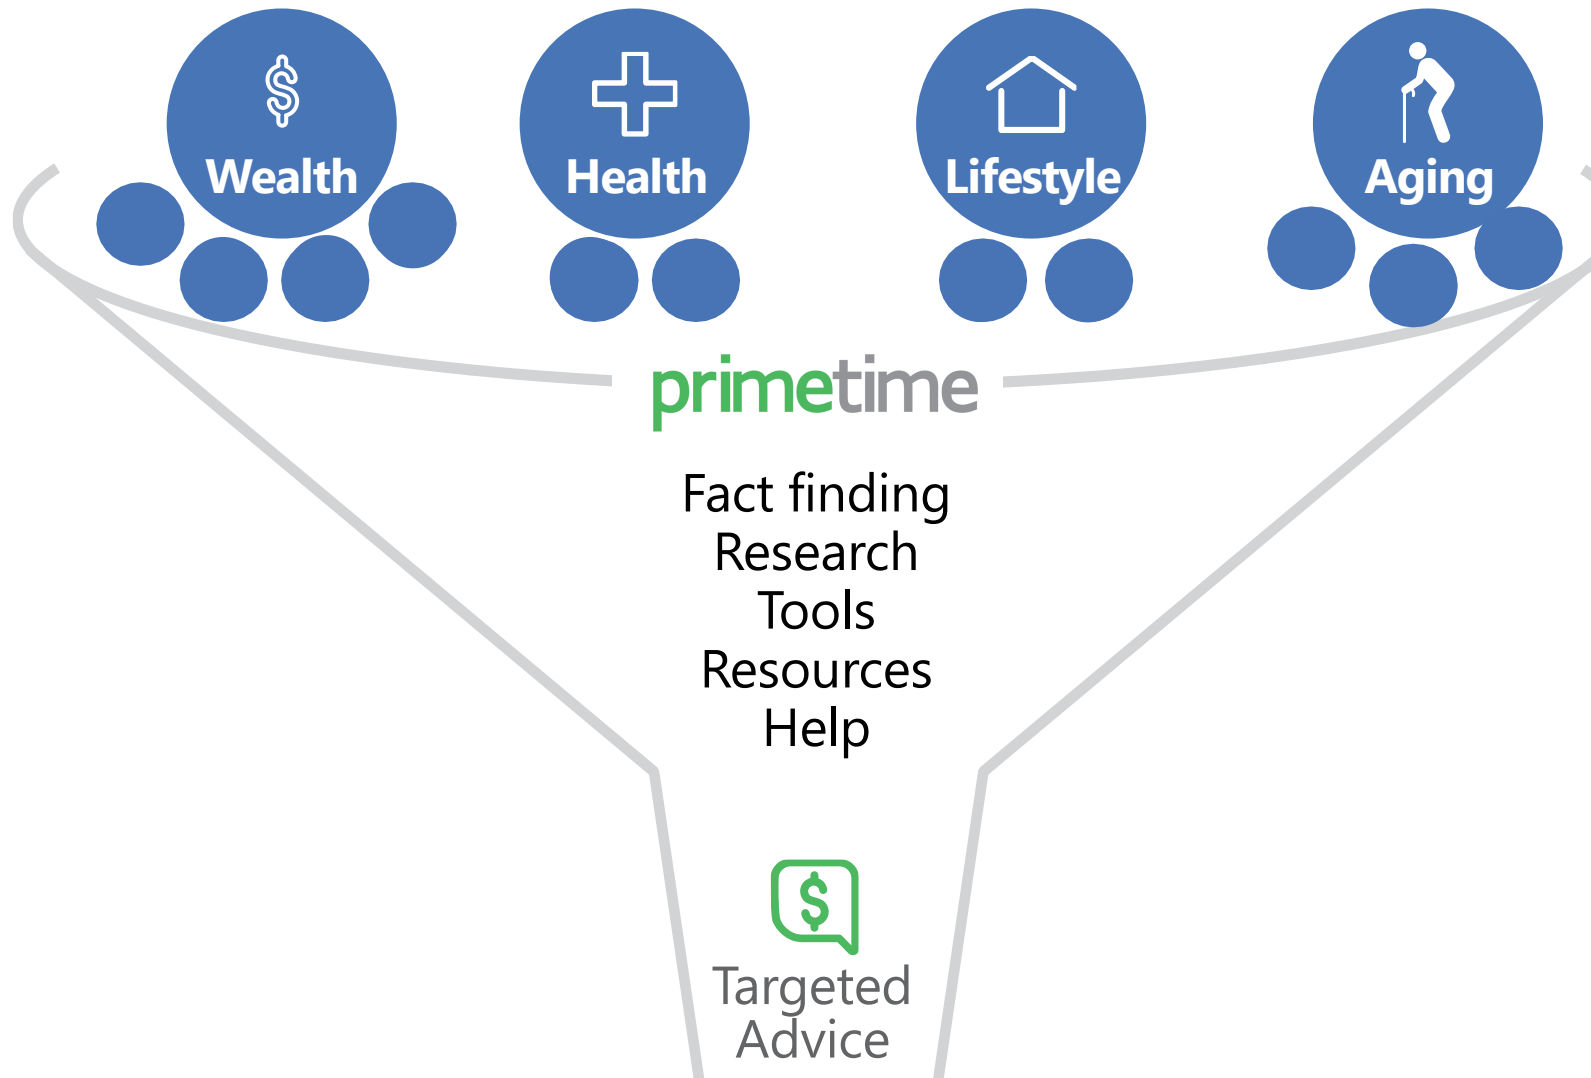 Wealth
Health
Lifestyle
Aging
primetime
Fact finding
Research
Tools
Resources
Help
$
Targeted
Advice